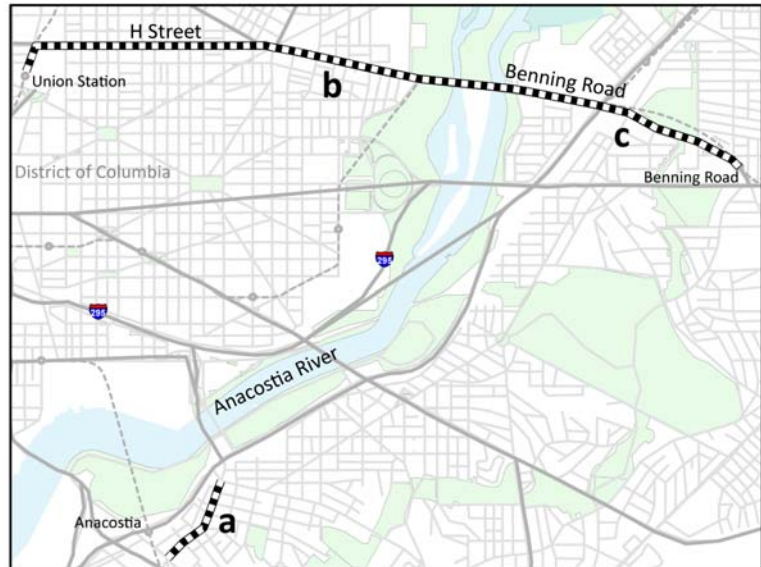 H Street
Union Station
b
Benning Road
c
District of Columbia
Benning Road
295
295
Anacostia River
Anacostia
a